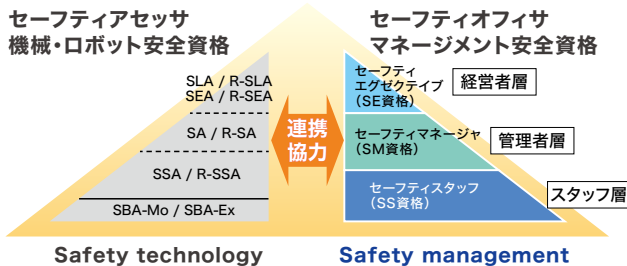 セーフティアセッサ
機械・ロボット安全資格
SLA / R-SLA
SEA / R-SEA
SA / R-SA
SSA / R-SSA
SBA-Mo / SBA-Ex
Safety technology
連携
協力
セーフティオフィサ
マネージメント安全資格
セーフティ
エグゼクテイブ
（SE資格）
経営者層
セーフティマネージャ
（SM資格）
管理者層
セーフティスタッフ
（SS資格）
スタッフ層
Safety management